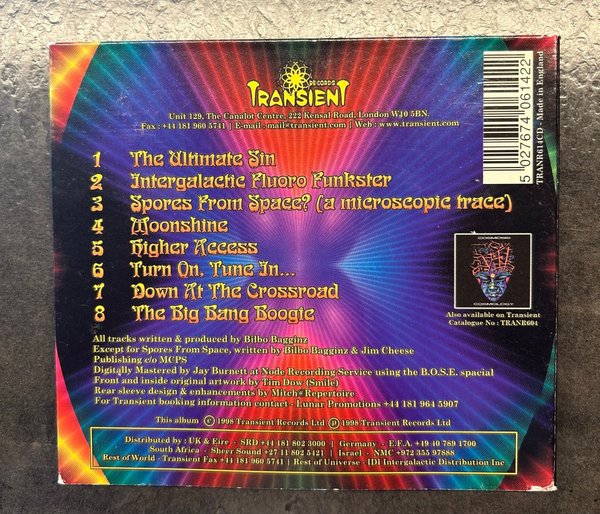 RECORDS
TRANSIENT
Unit 129, The Canalot Centre, 222 Kensal Road, London W10 5BN.
Fax : +44 181 960 5741 | E-mail : mail@transient.com | Web : www.transient.com
1 The Ultimate Sin
2 Intergalactic Fluoro Funkster
3 Spores From Space? (a microscopic trace)
4 Moonshine
5 Higher Access
6 Turn On, Tune In...
7 Down At The Crossroad
8 The Big Bang Boogie
5 027674 061422
TRANR614CD - Made in England
COSMOSIS
COSMOLOGY
Also available on Transient
Catalogue No : TRANR604
All tracks written & produced by Bilbo Bagginz
Except for Spores From Space, written by Bilbo Bagginz & Jim Cheese
Publishing c/o MCPS
Digitally Mastered by Jay Burnett at Node Recording Service using the B.O.S.E. spacial
Front and inside original artwork by Tim Dow (Smile)
Rear sleeve design & enhancements by Mitch@Repertoire
For Transient booking information contact - Lunar Promotions +44 181 964 5907
This album © 1998 Transient Records Ltd ℗ 1998 Transient Records Ltd
Distributed by : UK & Eire - SRD +44 181 802 3000 | Germany - E.F.A. +49 10 789 1700
South Africa - Sheer Sound +27 11 802 5421 | Israel - NMC +972 355 97888
Rest of World - Transient Fax +44 181 960 5741 | Rest of Universe - IDi Intergalactic Distribution Inc